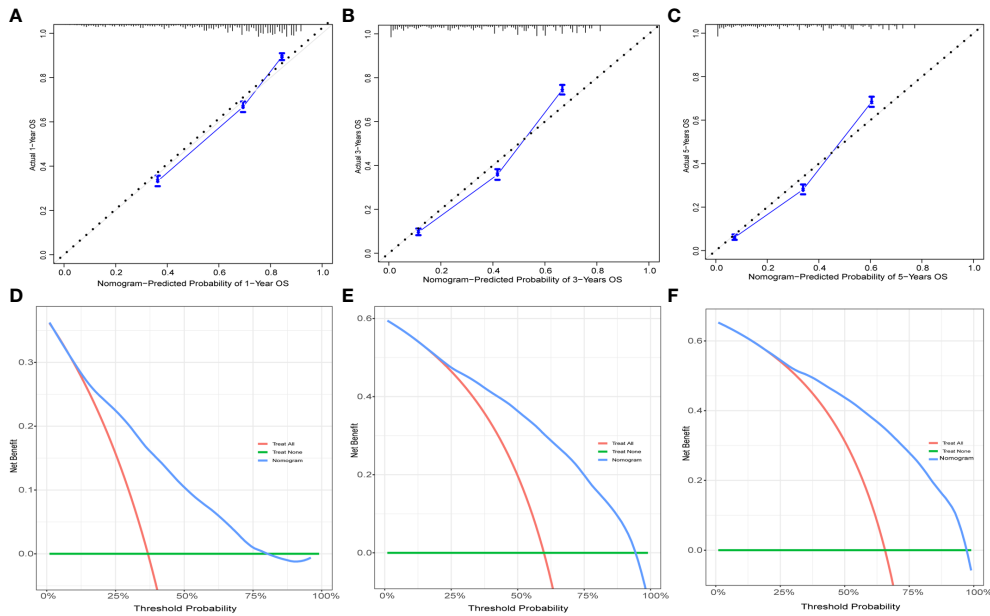 A
1.0
0.8
0.6
0.4
0.2
0.0
Actual 1-Year OS
0.0 0.2 0.4 0.6 0.8 1.0
Nomogram-Predicted Probability of 1-Year OS
B
1.0
0.8
0.6
0.4
0.2
0.0
Actual 3-Years OS
0.0 0.2 0.4 0.6 0.8 1.0
Nomogram-Predicted Probability of 3-Years OS
C
1.0
0.8
0.6
0.4
0.2
0.0
Actual 5-Years OS
0.0 0.2 0.4 0.6 0.8 1.0
Nomogram-Predicted Probability of 5-Years OS
D
0.3
0.2
0.1
0.0
Net Benefit
Treat All
Treat None
Nomogram
0% 25% 50% 75% 100%
Threshold Probability
E
0.6
0.4
0.2
0.0
Net Benefit
Treat All
Treat None
Nomogram
0% 25% 50% 75% 100%
Threshold Probability
F
0.6
0.4
0.2
0.0
Net Benefit
Treat All
Treat None
Nomogram
0% 25% 50% 75% 100%
Threshold Probability